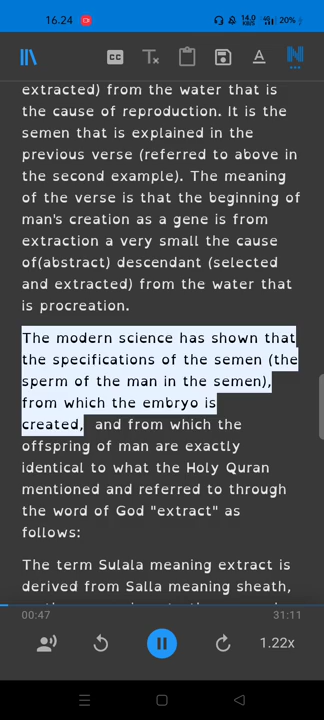 16.24
14.0
KB/S
4G
20%
CC
T×
A
N
extracted) from the water that is
the cause of reproduction. It is the
semen that is explained in the
previous verse (referred to above in
the second example). The meaning
of the verse is that the beginning of
man's creation as a gene is from
extraction a very small the cause
of(abstract) descendant (selected
and extracted) from the water that
is procreation.
The modern science has shown that
the specifications of the semen (the
sperm of the man in the semen),
from which the embryo is
created, and from which the
offspring of man are exactly
identical to what the Holy Quran
mentioned and referred to through
the word of God "extract" as
follows:
The term Sulala meaning extract is
derived from Salla meaning sheath,
00:47
31:11
1.22x